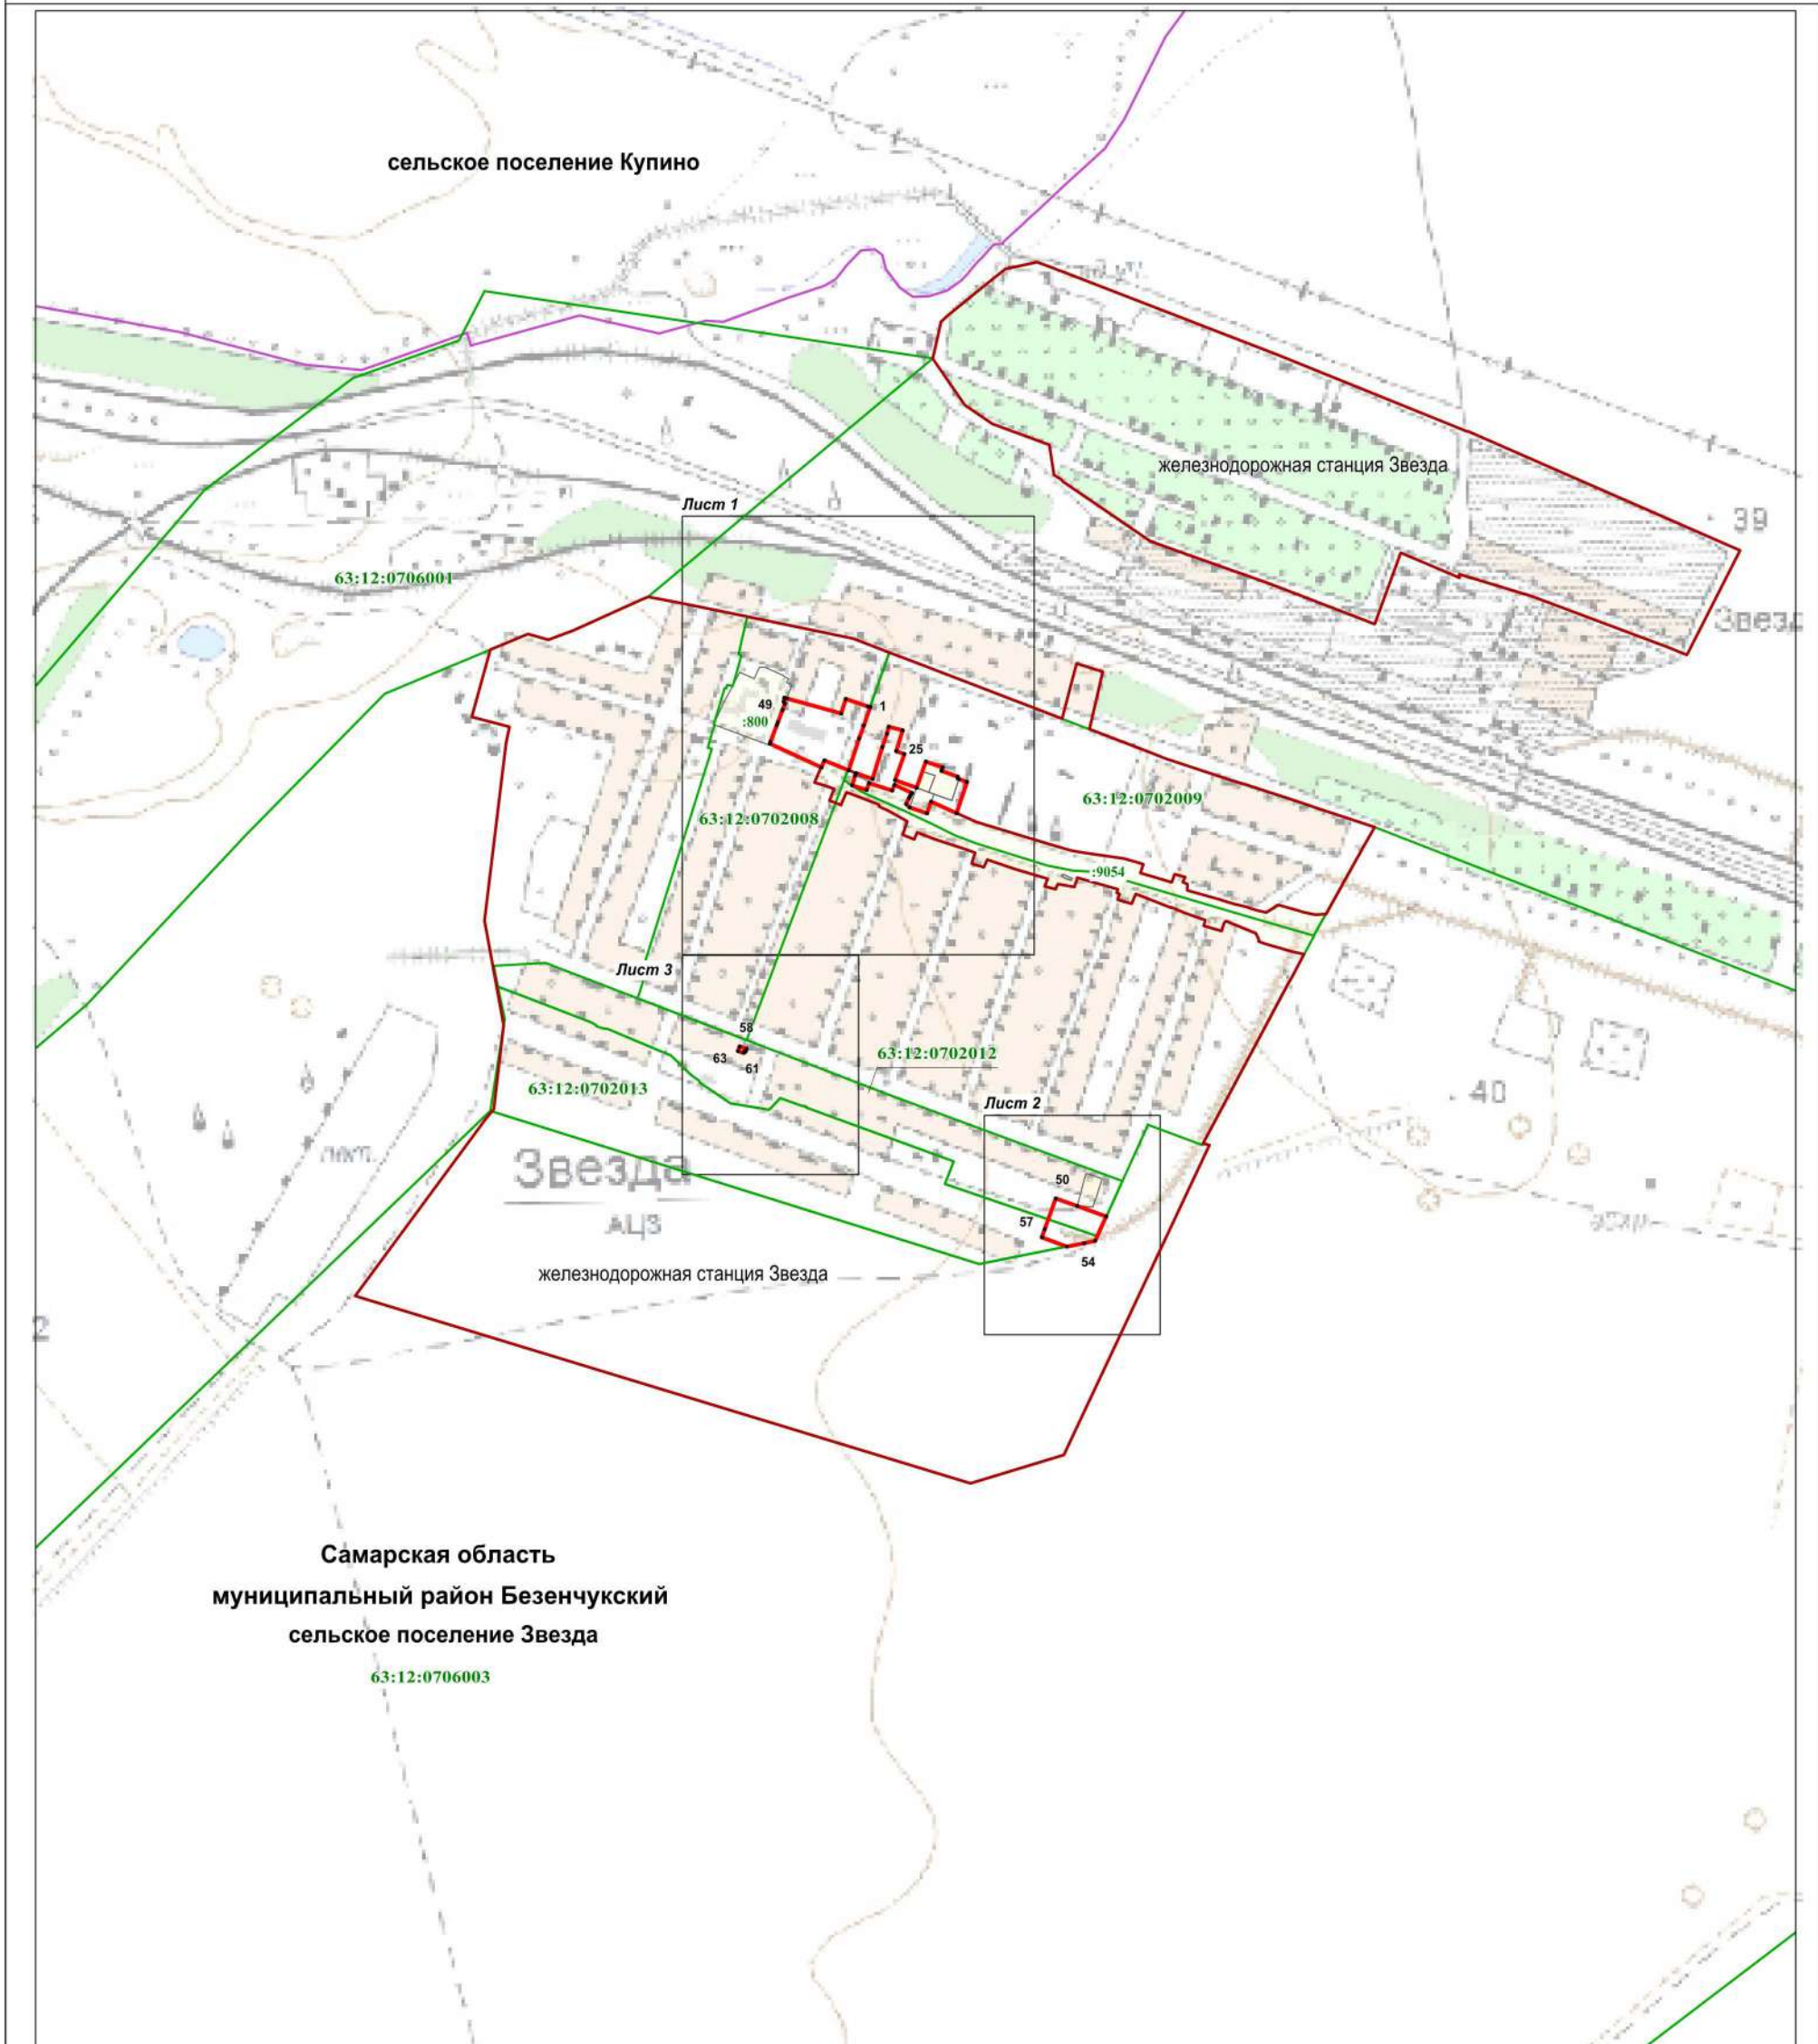 сельское поселение Купино
железнодорожная станция Звезда
39
Лист 1
63:12:0706001
Звезд
49
1
:800
25
63:12:0702009
63:12:0702008
:9054
Лист 3
58
63
61
63:12:0702012
63:12:0702013
40
Лист 2
Звезда
АЦЗ
50
57
54
железнодорожная станция Звезда
2
Самарская область
муниципальный район Безенчукский
сельское поселение Звезда
63:12:0706003